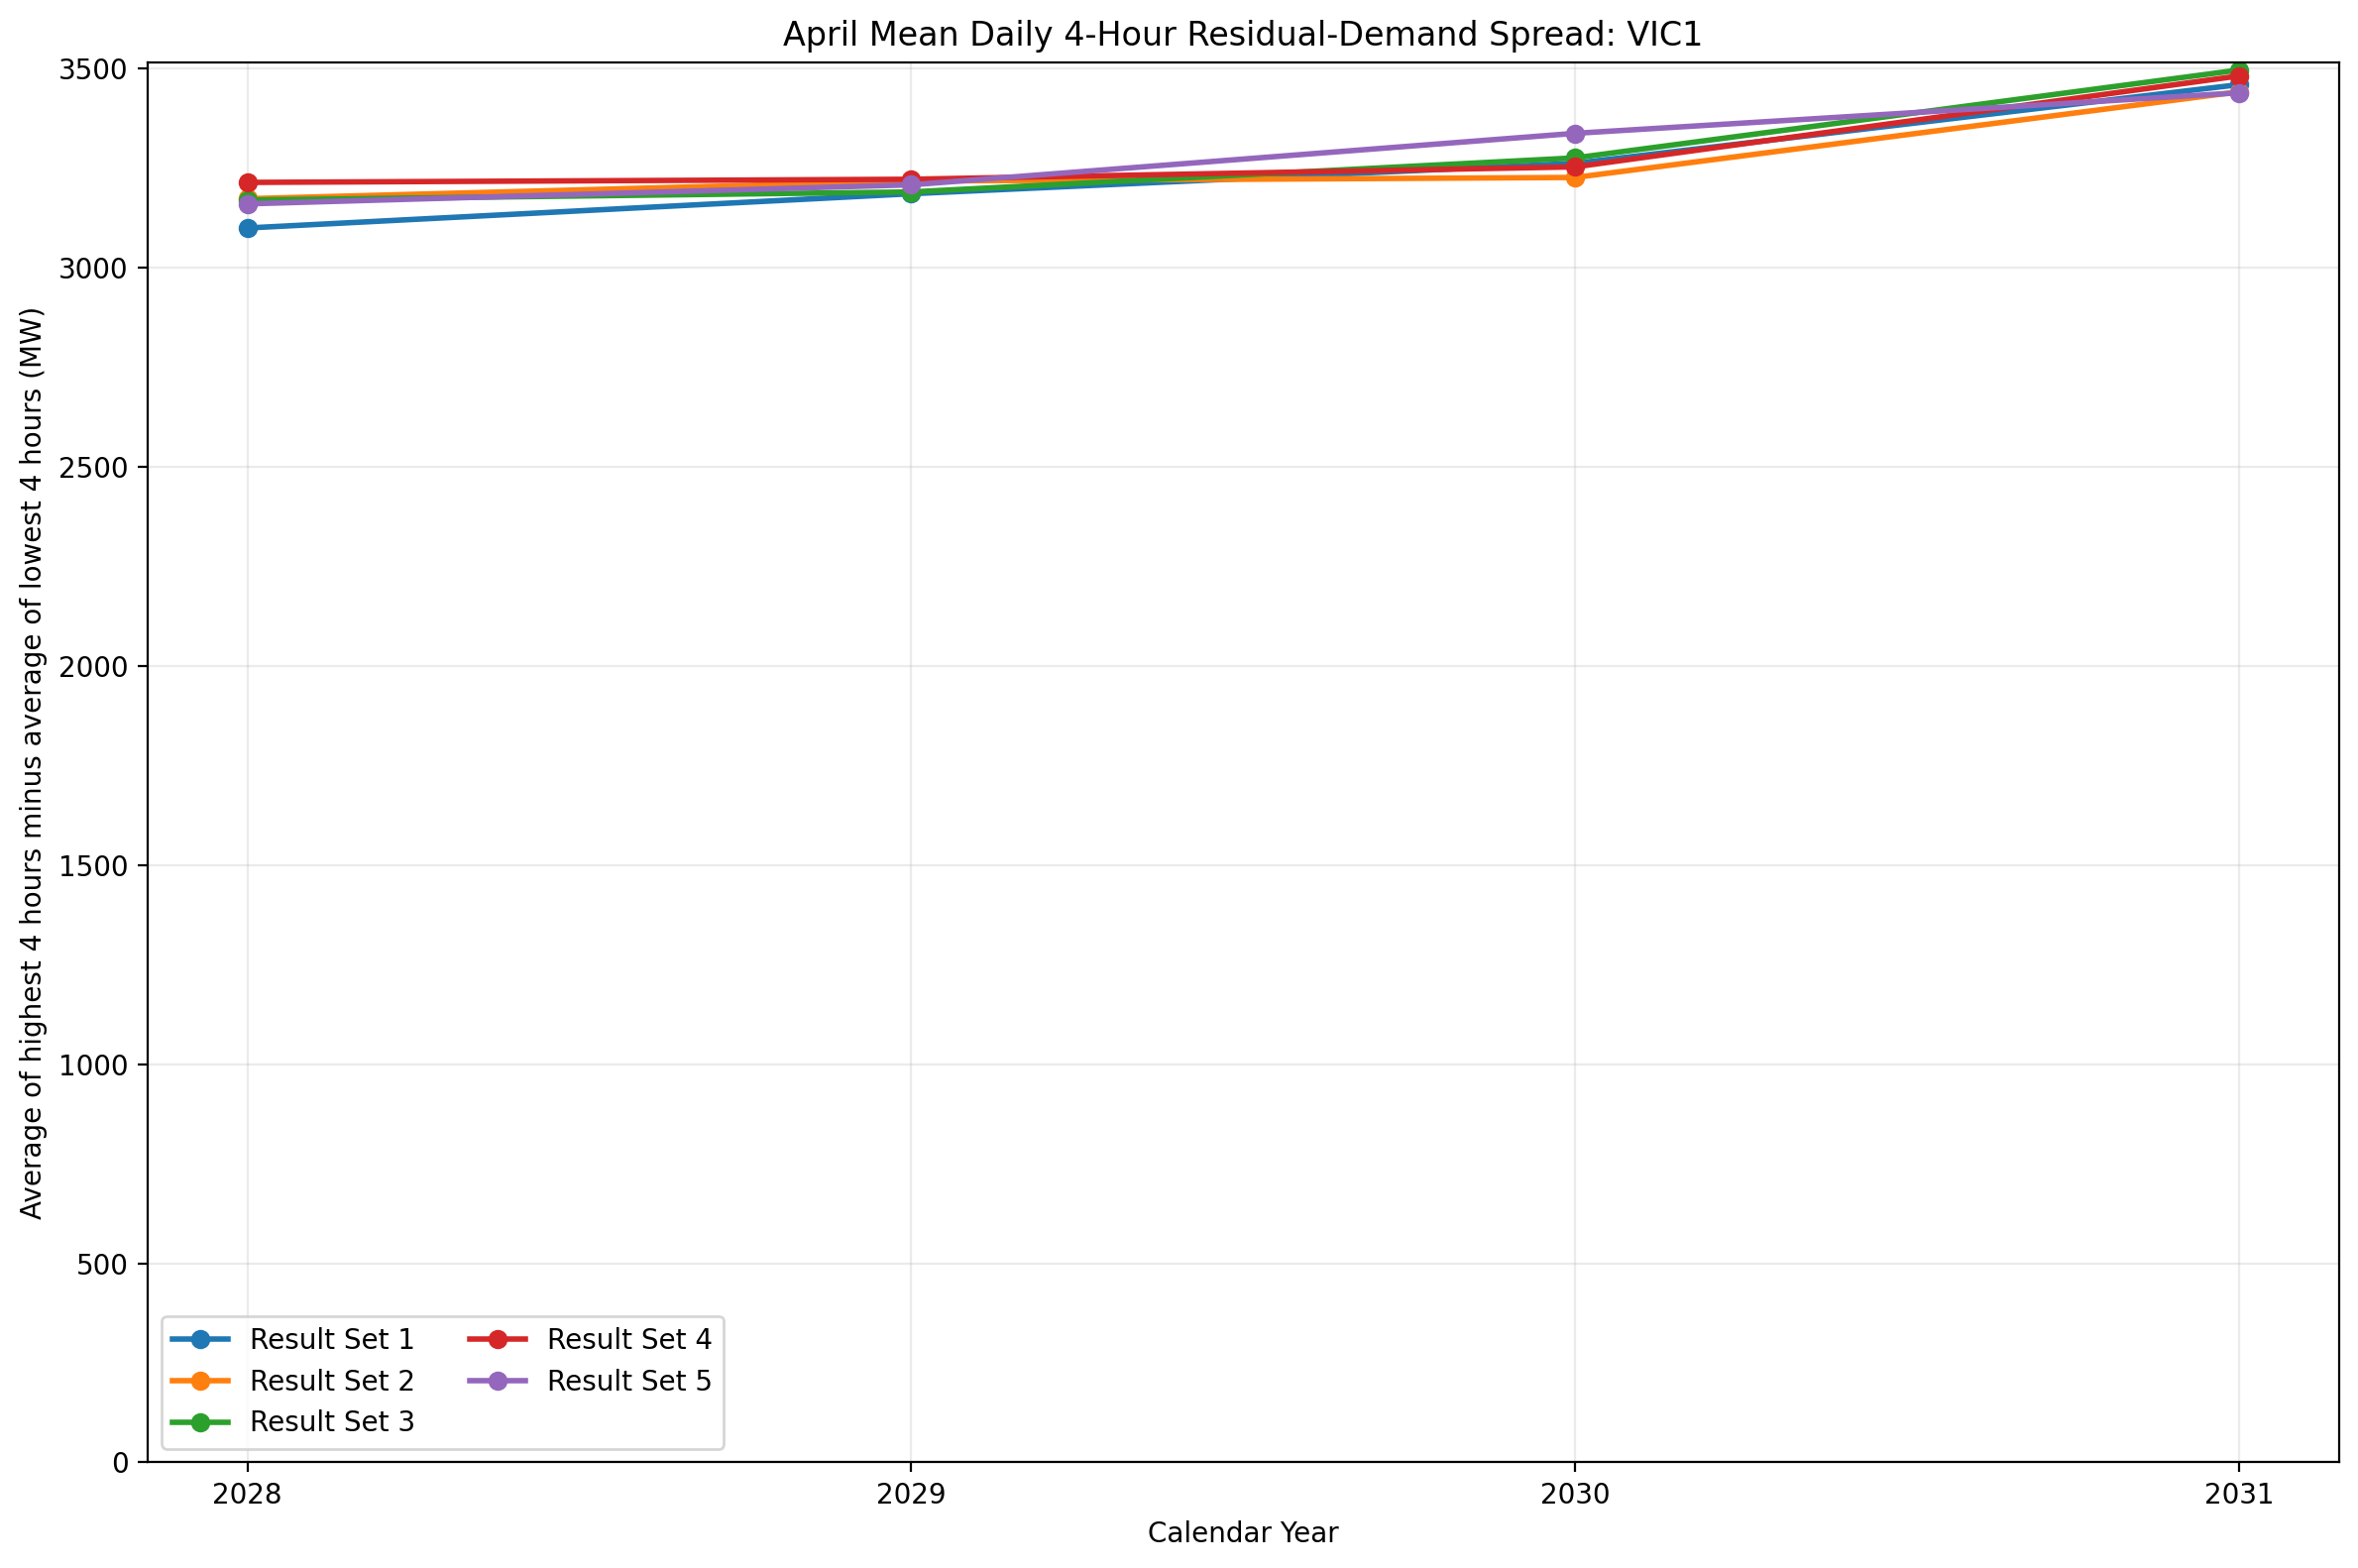 April Mean Daily 4-Hour Residual-Demand Spread: VIC1
Average of highest 4 hours minus average of lowest 4 hours (MW)
3500
3000
2500
2000
1500
1000
500
0
Result Set 1
Result Set 2
Result Set 3
Result Set 4
Result Set 5
2028
2029
2030
2031
Calendar Year